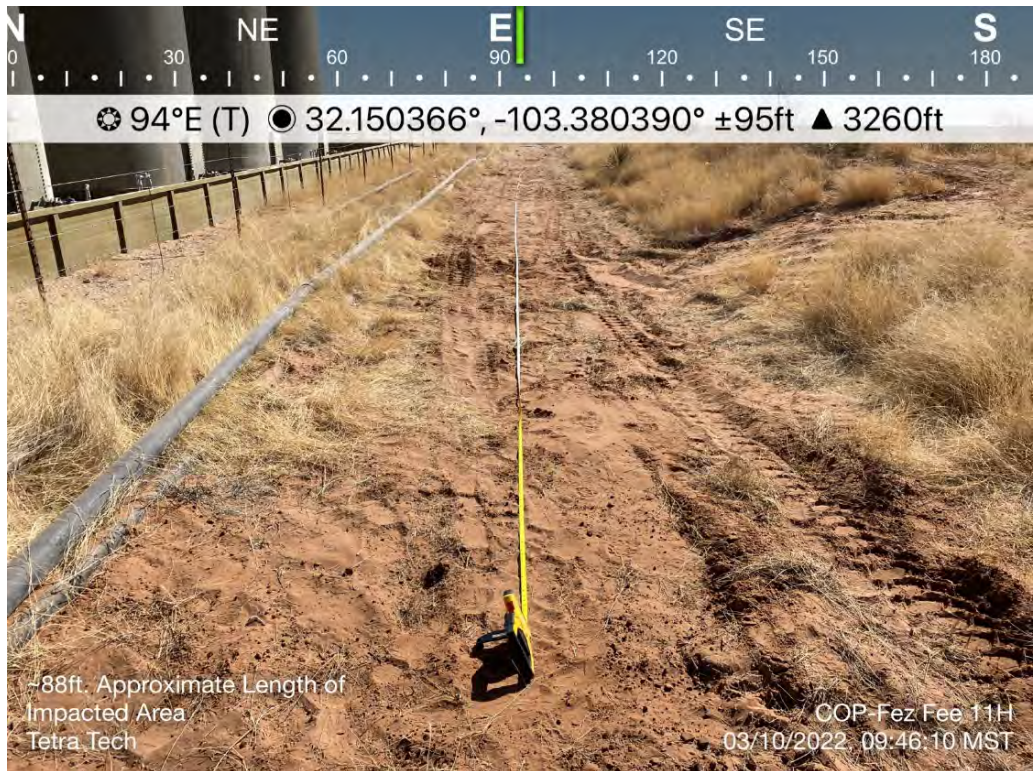 N NE E SE S
0 30 60 90 120 150 180
94°E (T) 32.150366°, -103.380390° ±95ft ▲ 3260ft
~88ft. Approximate Length of
Impacted Area
Tetra Tech
COP-Fez Fee 11H
03/10/2022, 09:46:10 MST